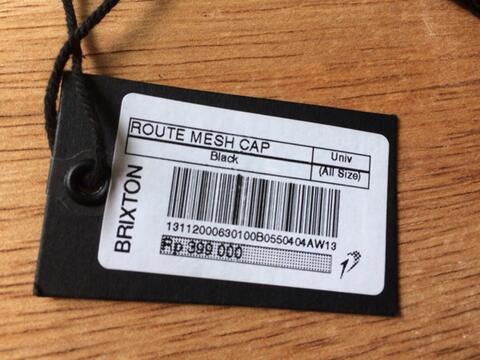 ROUTE MESH CAP
Black
Univ
(All Size)
BRIXTON
13112000630100B0550404AW13
Rp 399.000